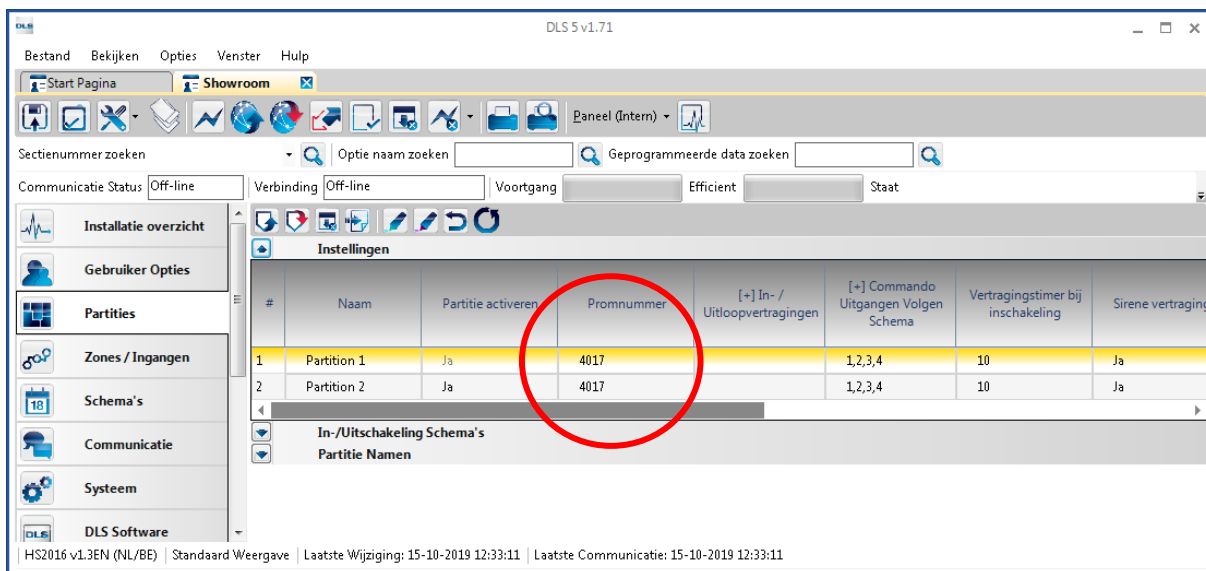 DLS
DLS 5 v1.71
Bestand Bekijken Opties Venster Hulp
Start Pagina Showroom
Paneel (Intern)
Sectienummer zoeken Optie naam zoeken Geprogrammeerde data zoeken
Communicatie Status Off-line Verbinding Off-line Voortgang Efficient Staat
Installatie overzicht
Gebruiker Opties
Partities
Zones / Ingangen
18 Schema's
Communicatie
Systeem
DLS DLS Software
Instellingen
# Naam Partitie activeren Promnummer [+] In- / Uitloopvertragingen [+] Commando Uitgangen Volgen Schema Vertragingstimer bij inschakeling Sirene vertraging
1 Partition 1 Ja 4017 1,2,3,4 10 Ja
2 Partition 2 Ja 4017 1,2,3,4 10 Ja
In-/Uitschakeling Schema's
Partitie Namen
HS2016 v1.3EN (NL/BE) Standaard Weergave Laatste Wijziging: 15-10-2019 12:33:11 Laatste Communicatie: 15-10-2019 12:33:11